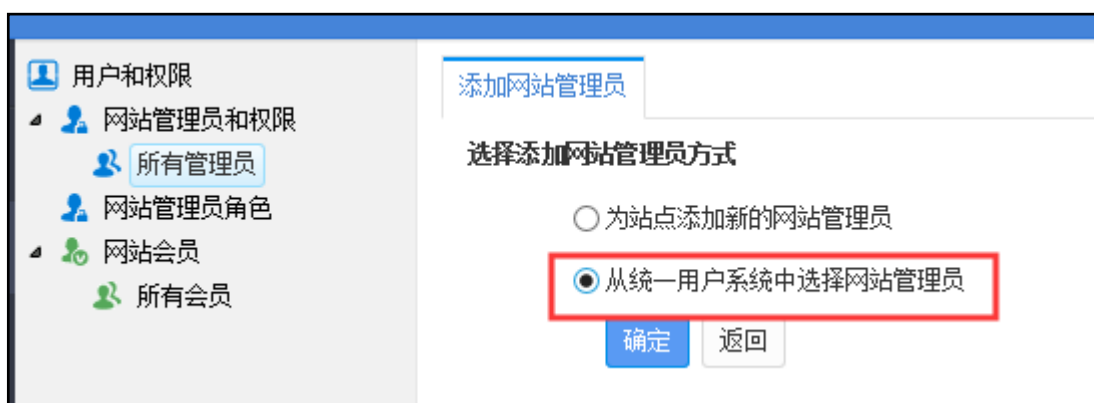 用户和权限
网站管理员和权限
所有管理员
网站管理员角色
网站会员
所有会员
添加网站管理员
选择添加网站管理员方式
为站点添加新的网站管理员
从统一用户系统中选择网站管理员
确定
返回